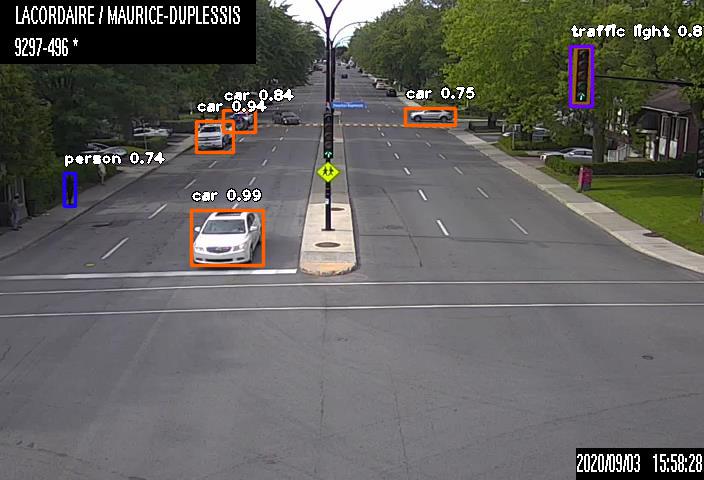 LACORDAIRE / MAURICE-DUPLESSIS
9297-496 *
traffic light 0.8
car 0.84
car 0.94
car 0.75
person 0.74
car 0.99
2020/09/03 15:58:28